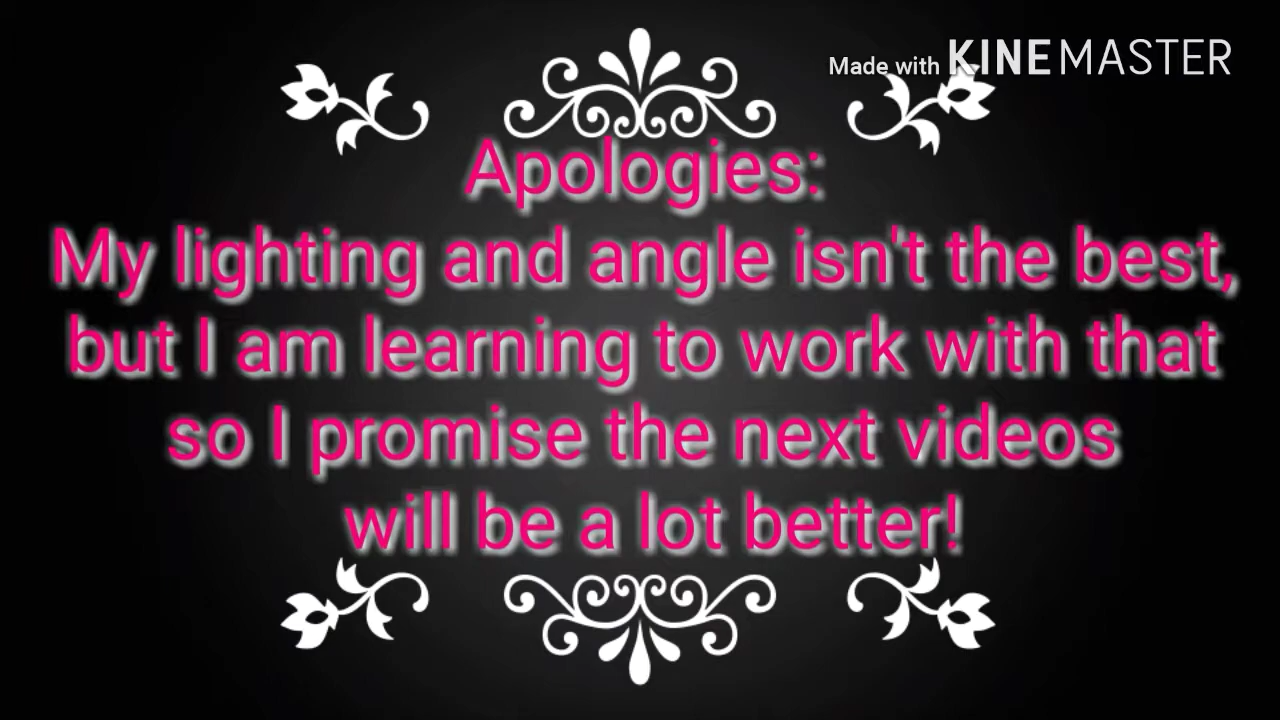 Made with KINEMASTER
Apologies:
My lighting and angle isn't the best,
but I am learning to work with that
so I promise the next videos
will be a lot better!